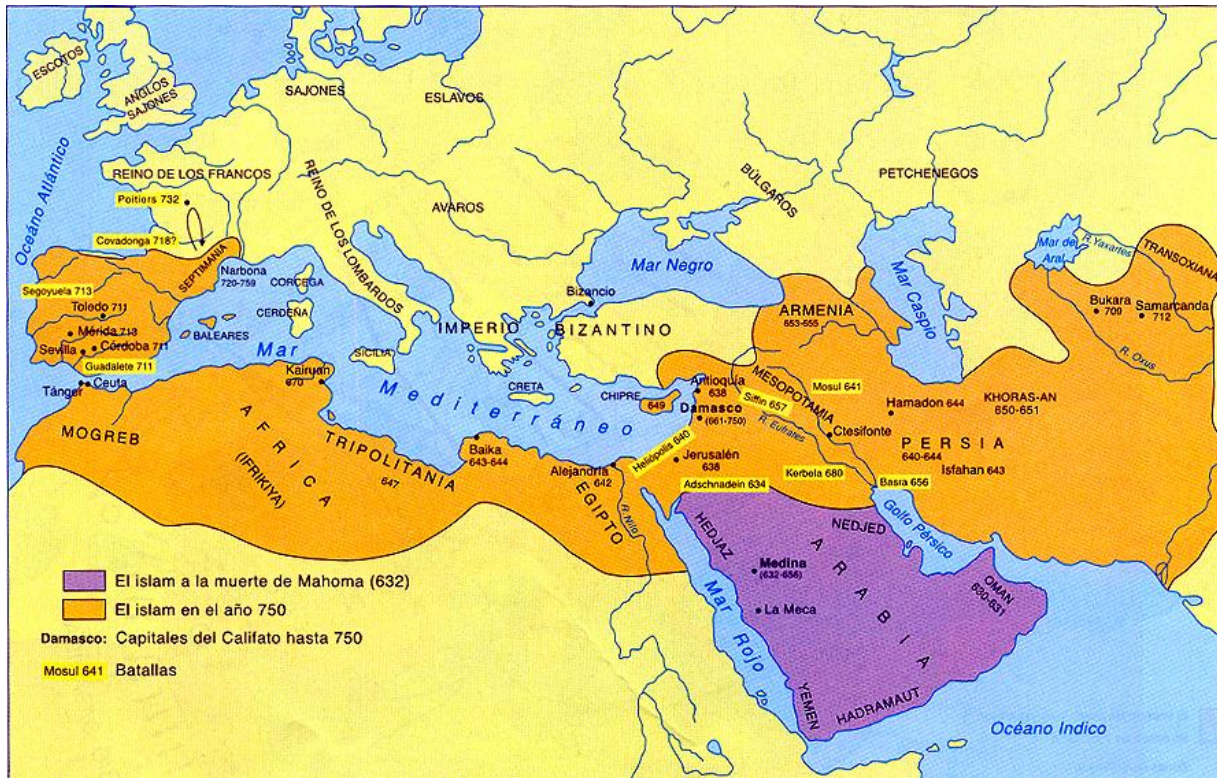 ESCOTOS
ANGLOS
SAJONES
SAJONES
ESLAVOS
Océano Atlántico
REINO DE LOS FRANCOS
Poitiers 732
Covadonga 718?
SEPTIMANIA
REINO DE LOS LOMBARDOS
AVAROS
BÚLGAROS
PETCHENEGOS
Mar de
Aral
R. Yaxartes
TRANSOXIANA
Segoyuela 713
Narbona
720-759
CORCEGA
CERDEÑA
Mar Negro
Mar Caspio
Bizancio
Toledo 711
Mérida 713
Sevilla
Córdoba 711
Guadalete 711
BALEARES
Tánger
Ceuta
IMPERIO BIZANTINO
ARMENIA
653-655
Bukara
709
Samarcanda
712
R. Oxus
SICILIA
Kairuan
670
Mar Mediterráneo
CRETA
CHIPRE
649
Antioquía
638
MESOPOTAMIA
Mosul 641
Siffin 657
Damasco
(661-750)
R. Eufrates
Hamadon 644
Ctesifonte
KHORAS-AN
650-651
PERSIA
640-644
Isfahan 643
MOGREB
AFRICA
(IFRIKIYA)
TRIPOLITANIA
647
Baika
643-644
Alejandría
642
Heliópolis 640
Jerusalén
638
Adschnadein 634
Kerbela 680
Basra 656
EGIPTO
R. Nilo
Golfo Pérsico
HEDJAZ
NEDJED
ARABIA
Medina
(632-656)
La Meca
OMAN
630-631
Mar Rojo
YEMEN
HADRAMAUT
Océano Indico
El islam a la muerte de Mahoma (632)
El islam en el año 750
Damasco: Capitales del Califato hasta 750
Mosul 641 Batallas